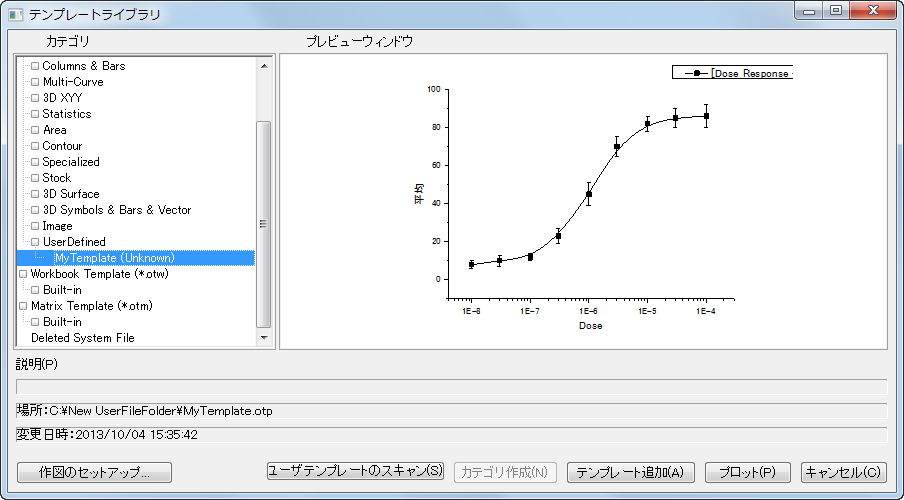 テンプレートライブラリ
カテゴリ
プレビューウィンドウ
Columns & Bars
Multi-Curve
3D XYY
Statistics
Area
Contour
Specialized
Stock
3D Surface
3D Symbols & Bars & Vector
Image
UserDefined
MyTemplate (Unknown)
Workbook Template (*.otw)
Built-in
Matrix Template (*.otm)
Built-in
Deleted System File
[Dose Response
100
80
60
40
20
0
平均
1E-8 1E-7 1E-6 1E-5 1E-4
Dose
説明(P)
場所:C:¥New UserFileFolder¥MyTemplate.otp
変更日時:2013/10/04 15:35:42
作図のセットアップ... ユーザテンプレートのスキャン(S) カテゴリ作成(N) テンプレート追加(A) プロット(P) キャンセル(C)